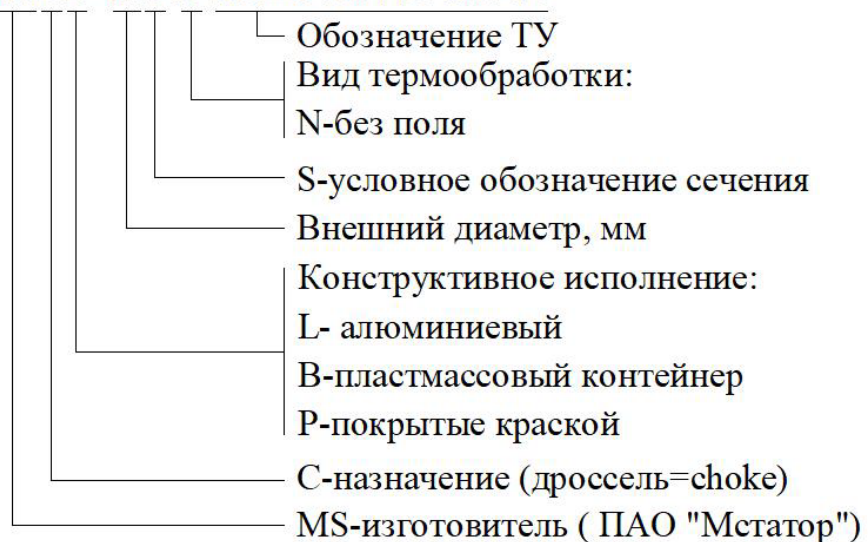 Обозначение ТУ
Вид термообработки:
N-без поля
S-условное обозначение сечения
Внешний диаметр, мм
Конструктивное исполнение:
L- алюминиевый
B-пластмассовый контейнер
P-покрытые краской
C-назначение (дроссель=choke)
MS-изготовитель ( ПАО "Мстатор")